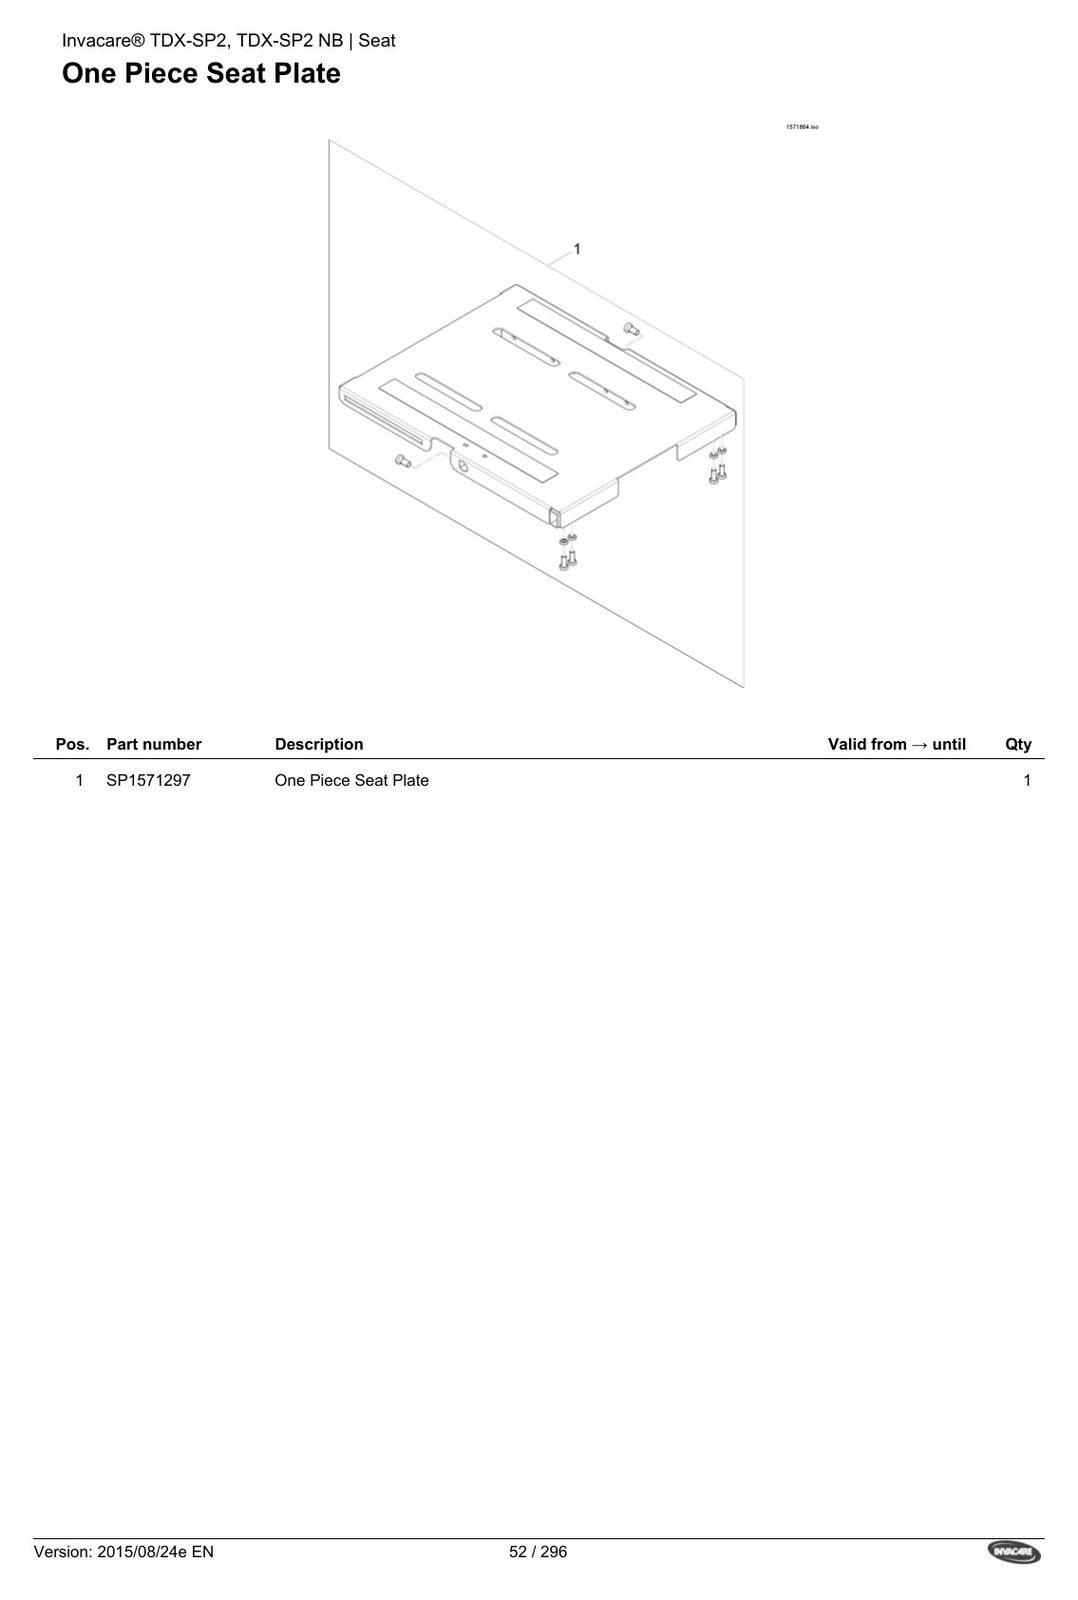 Invacare® TDX-SP2, TDX-SP2 NB | Seat
One Piece Seat Plate
1571864.iso
1
Pos. Part number Description Valid from → until Qty
1 SP1571297 One Piece Seat Plate 1
Version: 2015/08/24e EN 52 / 296 INVACARE